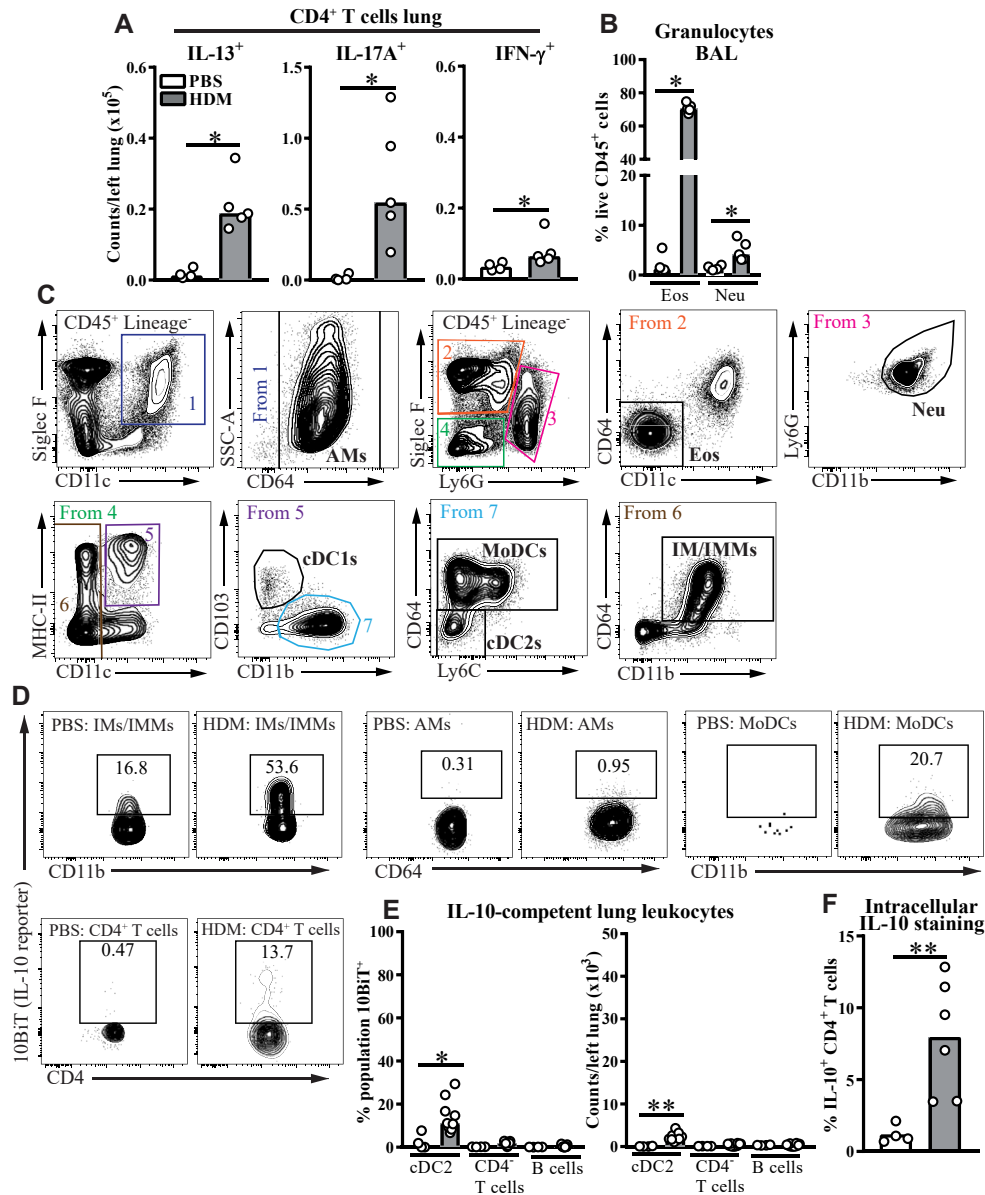 A
CD4⁺ T cells lung
IL-13⁺
IL-17A⁺
IFN-γ⁺
Counts/left lung (x10⁵)
0.6
0.4
0.2
0.0
PBS
HDM
*
1.5
1.0
0.5
0.0
*
0.6
0.4
0.2
0.0
*
B
Granulocytes
BAL
% live CD45⁺ cells
100
80
60
40
20
10
0
*
*
Eos
Neu
C
CD45⁺ Lineage⁻
1
Siglec F
CD11c
From 1
AMs
SSC-A
CD64
CD45⁺ Lineage⁻
2
3
4
Siglec F
Ly6G
From 2
Eos
CD64
CD11c
From 3
Neu
Ly6G
CD11b
From 4
5
6
MHC-II
CD11c
From 5
cDC1s
7
CD103
CD11b
From 7
MoDCs
cDC2s
CD64
Ly6C
From 6
IM/IMMs
CD64
CD11b
D
10BiT (IL-10 reporter)
PBS: IMs/IMMs
16.8
HDM: IMs/IMMs
53.6
CD11b
PBS: AMs
0.31
HDM: AMs
0.95
CD64
PBS: MoDCs
HDM: MoDCs
20.7
CD11b
PBS: CD4⁺ T cells
0.47
HDM: CD4⁺ T cells
13.7
CD4
E
IL-10-competent lung leukocytes
% population 10BiT⁺
100
80
60
40
20
0
*
cDC2
CD4⁻
T cells
B cells
Counts/left lung (x10³)
50
40
30
20
10
0
**
cDC2
CD4⁻
T cells
B cells
F
Intracellular
IL-10 staining
% IL-10⁺ CD4⁺ T cells
15
10
5
0
**